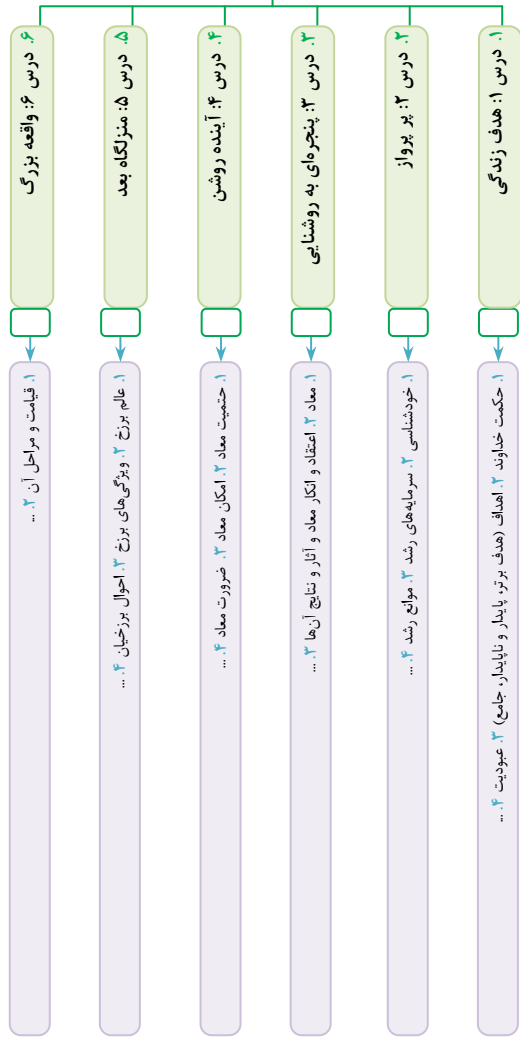 ۱. درس ۱: هدف زندگی
۱. حکمت خداوند ۲. اهداف (هدف برتر، پایدار و ناپایدار، جامع) ۳. عبودیت ۴. ...
۲. درس ۲: پر پرواز
۱. خودشناسی ۲. سرمایه‌های رشد ۳. موانع رشد ۴. ...
۳. درس ۳: پنجره‌ای به روشنایی
۱. معاد ۲. اعتقاد و انکار معاد و آثار و نتایج آن‌ها ۳. ...
۴. درس ۴: آینده روشن
۱. حتمیت معاد ۲. امکان معاد ۳. ضرورت معاد ۴. ...
۵. درس ۵: منزلگاه بعد
۱. عالم برزخ ۲. ویژگی‌های برزخ ۳. احوال برزخیان ۴. ...
۶. درس ۶: واقعه بزرگ
۱. قیامت و مراحل آن ۲. ...